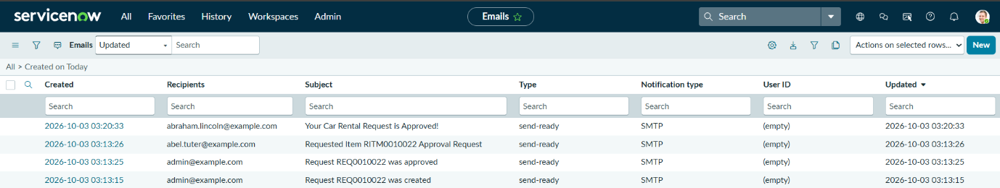 servicenow All Favorites History Workspaces Admin Emails Search
Emails Updated Search Actions on selected rows... New
All > Created on Today
Created Recipients Subject Type Notification type User ID Updated
Search Search Search Search Search Search Search
2026-10-03 03:20:33 abraham.lincoln@example.com Your Car Rental Request is Approved! send-ready SMTP (empty) 2026-10-03 03:20:33
2026-10-03 03:13:26 abel.tuter@example.com Requested Item RITM0010022 Approval Request send-ready SMTP (empty) 2026-10-03 03:13:26
2026-10-03 03:13:25 admin@example.com Request REQ0010022 was approved send-ready SMTP (empty) 2026-10-03 03:13:25
2026-10-03 03:13:15 admin@example.com Request REQ0010022 was created send-ready SMTP (empty) 2026-10-03 03:13:15